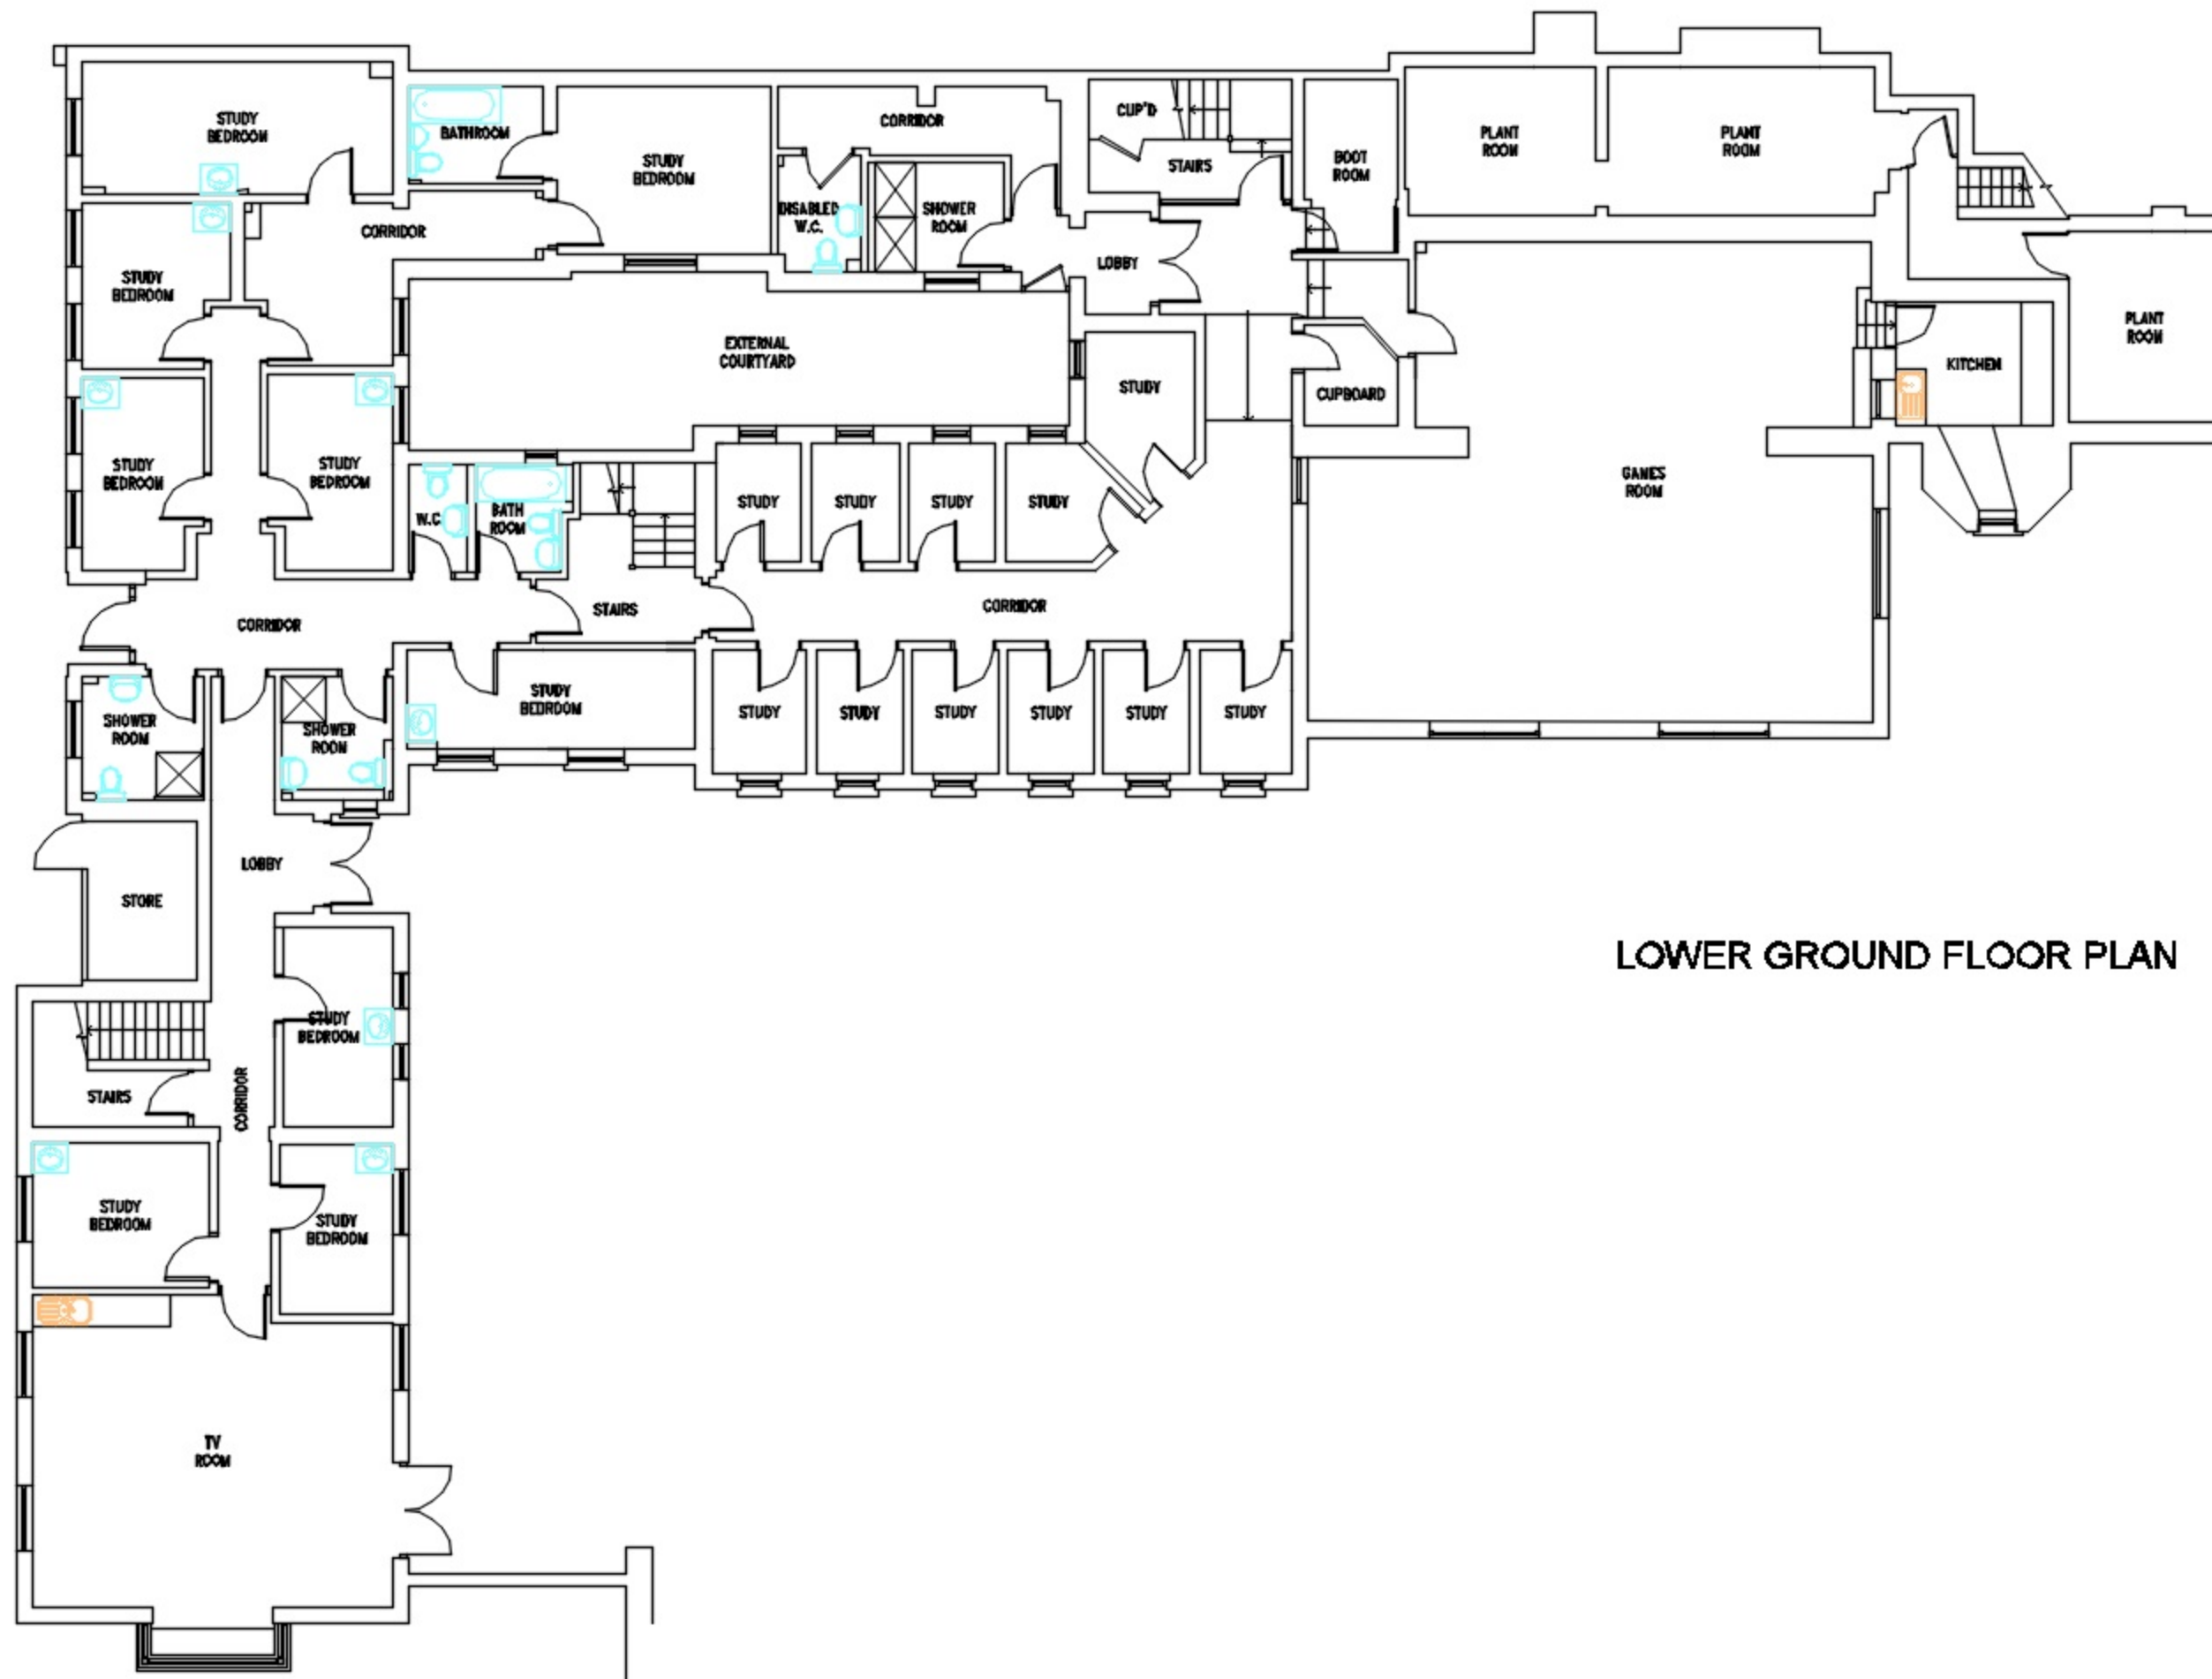 STUDY
BEDROOM
BATHROOM
STUDY
BEDROOM
CORRIDOR
CUP'D
STAIRS
BOOT
ROOM
PLANT
ROOM
PLANT
ROOM
DISABLED
W.C.
SHOWER
ROOM
CORRIDOR
LOBBY
STUDY
BEDROOM
EXTERNAL
COURTYARD
STUDY
CUPBOARD
KITCHEN
PLANT
ROOM
STUDY
BEDROOM
STUDY
BEDROOM
W.C
BATH
ROOM
STUDY
STUDY
STUDY
STUDY
GAMES
ROOM
CORRIDOR
STAIRS
CORRIDOR
SHOWER
ROOM
SHOWER
ROOM
STUDY
BEDROOM
STUDY
STUDY
STUDY
STUDY
STUDY
STUDY
LOBBY
STORE
LOWER GROUND FLOOR PLAN
STUDY
BEDROOM
STAIRS
CORRIDOR
STUDY
BEDROOM
STUDY
BEDROOM
TV
ROOM